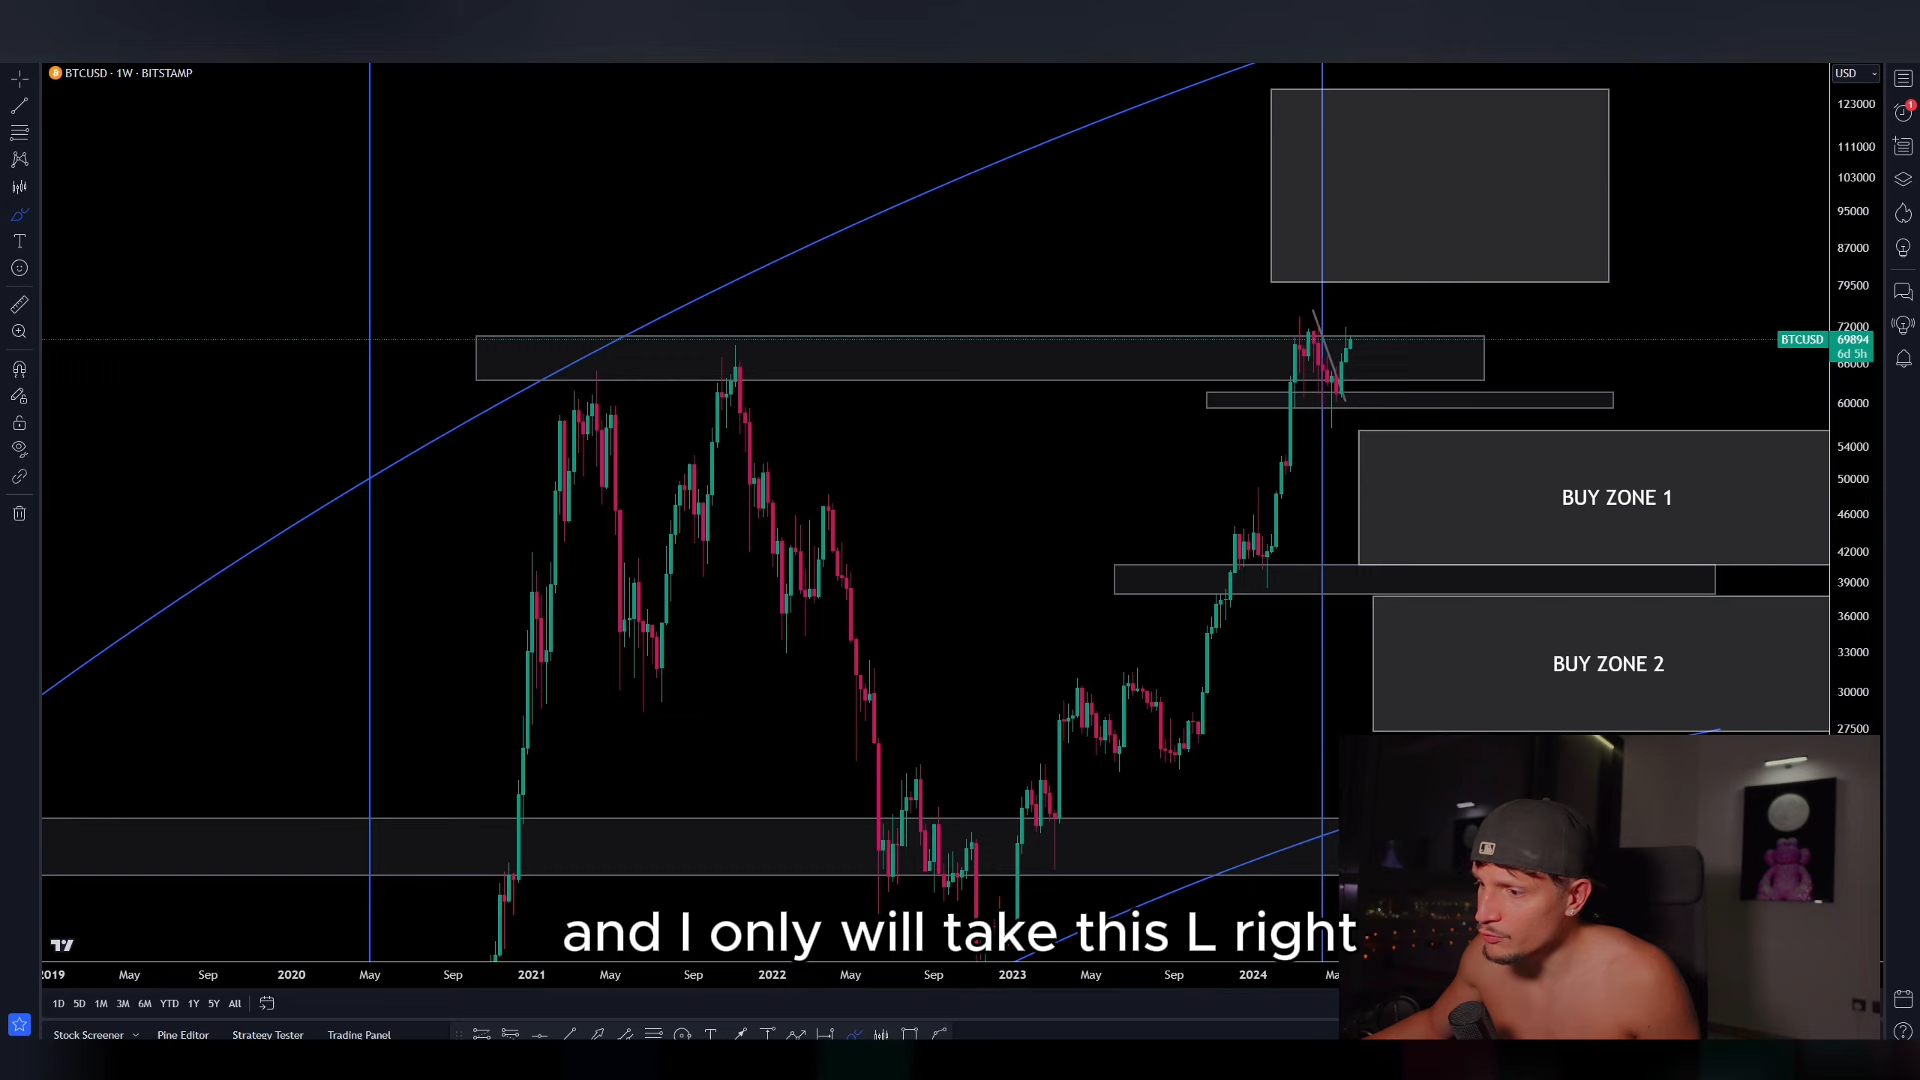 BTCUSD · 1W · BITSTAMP
USD
1
123000
111000
103000
95000
87000
79500
72000
BTCUSD 69894
6d 5h
66000
60000
54000
50000
46000
42000
39000
36000
33000
30000
27500
BUY ZONE 1
BUY ZONE 2
and I only will take this L right
2019 May Sep 2020 May Sep 2021 May Sep 2022 May Sep 2023 May Sep 2024 Ma
1D 5D 1M 3M 6M YTD 1Y 5Y All
Stock Screener Pine Editor Strategy Tester Trading Panel